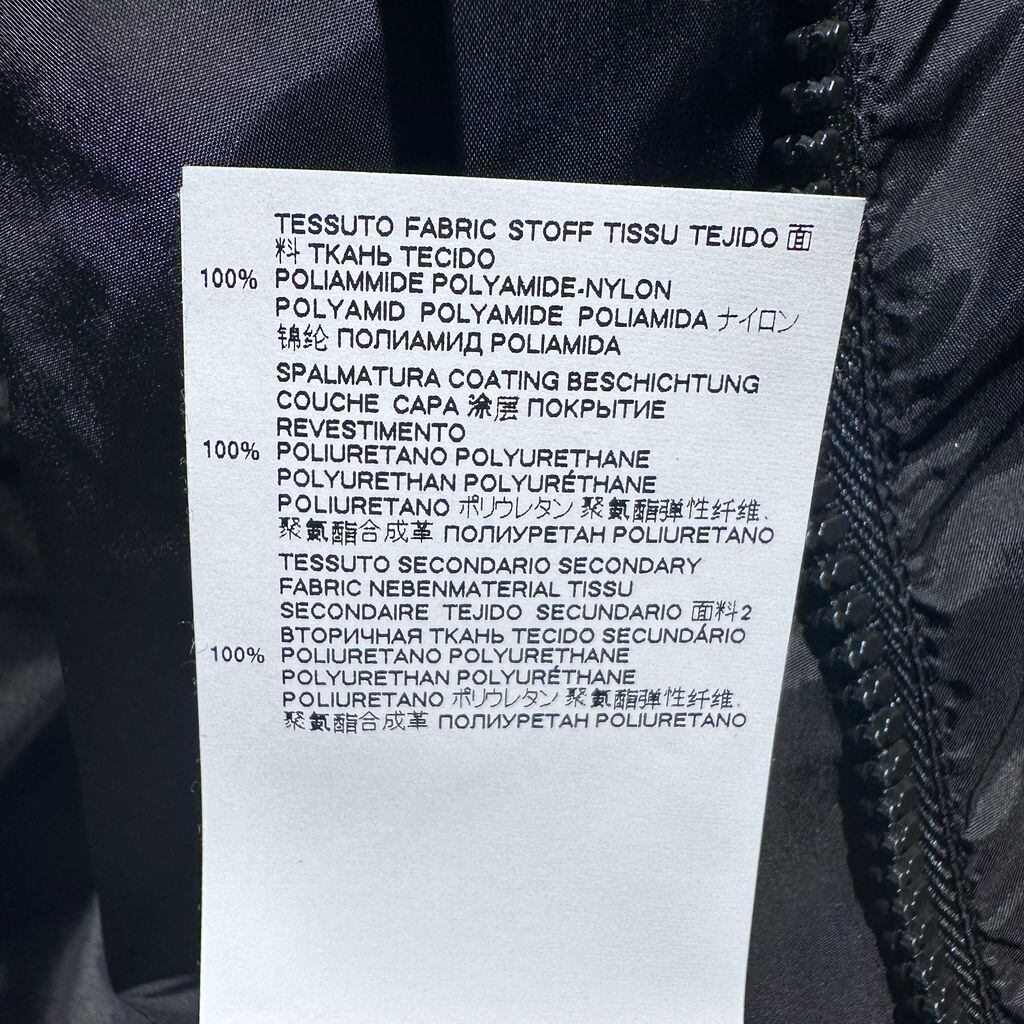 TESSUTO FABRIC STOFF TISSU TEJIDO 面
料 ТКАНЬ TECIDO
100% POLIAMMIDE POLYAMIDE-NYLON
POLYAMID POLYAMIDE POLIAMIDA ナイロン
锦纶 ПОЛИАМИД POLIAMIDA
SPALMATURA COATING BESCHICHTUNG
COUCHE CAPA 涂层 ПОКРЫТИЕ
REVESTIMENTO
100% POLIURETANO POLYURETHANE
POLYURETHAN POLYURÉTHANE
POLIURETANO ポリウレタン 聚氨酯弹性纤维、
聚氨酯合成革 ПОЛИУРЕТАН POLIURETANO
TESSUTO SECONDARIO SECONDARY
FABRIC NEBENMATERIAL TISSU
SECONDAIRE TEJIDO SECUNDARIO 面料2
ВТОРИЧНАЯ ТКАНЬ TECIDO SECUNDÁRIO
100% POLIURETANO POLYURETHANE
POLYURETHAN POLYURÉTHANE
POLIURETANO ポリウレタン 聚氨酯弹性纤维、
聚氨酯合成革 ПОЛИУРЕТАН POLIURETANO